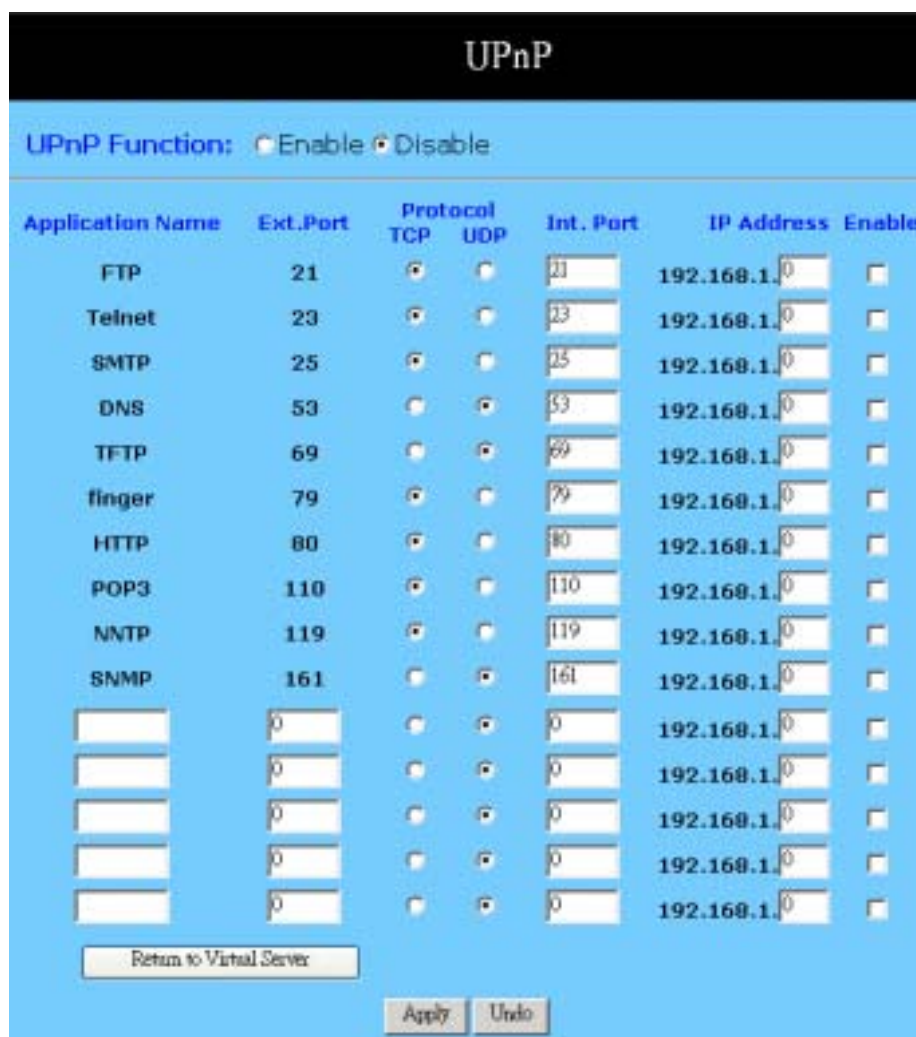 UPnP
UPnP Function: Enable Disable
Application Name Ext.Port Protocol TCP UDP Int. Port IP Address Enable
FTP 21 21 192.168.1. 0
Telnet 23 23 192.168.1. 0
SMTP 25 25 192.168.1. 0
DNS 53 53 192.168.1. 0
TFTP 69 69 192.168.1. 0
finger 79 79 192.168.1. 0
HTTP 80 80 192.168.1. 0
POP3 110 110 192.168.1. 0
NNTP 119 119 192.168.1. 0
SNMP 161 161 192.168.1. 0
0 0 192.168.1. 0
0 0 192.168.1. 0
0 0 192.168.1. 0
0 0 192.168.1. 0
0 0 192.168.1. 0
Return to Virtual Server
Apply Undo